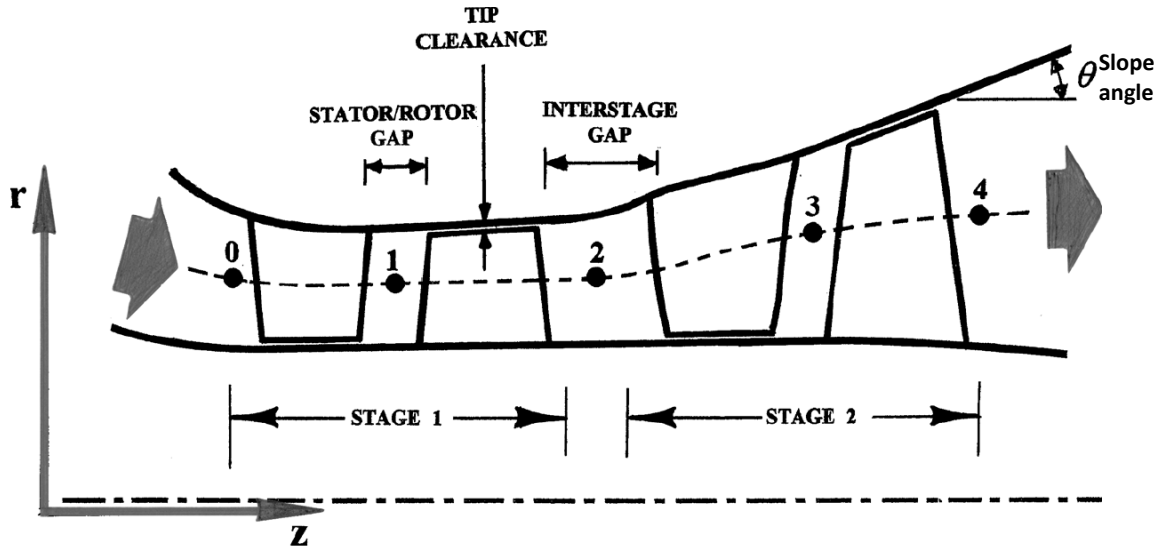 TIP
CLEARANCE
STATOR/ROTOR
GAP
INTERSTAGE
GAP
θ Slope
angle
r
0
1
2
3
4
STAGE 1
STAGE 2
z